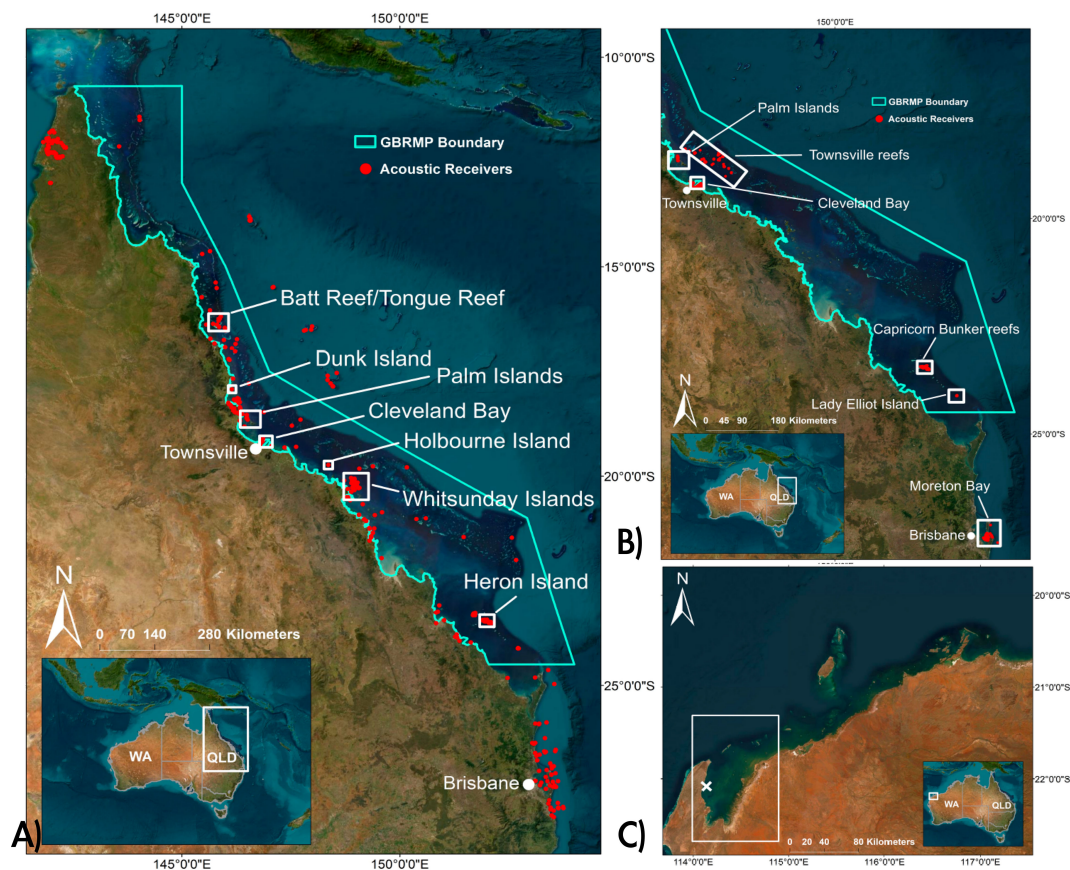 145°0'0"E 150°0'0"E
10°0'0"S
GBRMP Boundary
Acoustic Receivers
15°0'0"S
Batt Reef/Tongue Reef
Dunk Island
Palm Islands
Cleveland Bay
Townsville
Holbourne Island
20°0'0"S
Whitsunday Islands
Heron Island
N
0 70 140 280 Kilometers
25°0'0"S
WA QLD
Brisbane
A)
145°0'0"E 150°0'0"E
150°0'0"E
GBRMP Boundary
Acoustic Receivers
Palm Islands
Townsville reefs
Cleveland Bay
Townsville
20°0'0"S
Capricorn Bunker reefs
Lady Elliot Island
N
0 45 90 180 Kilometers
25°0'0"S
WA QLD
Moreton Bay
Brisbane
B)
N
20°0'0"S
21°0'0"S
22°0'0"S
WA QLD
0 20 40 80 Kilometers
C)
114°0'0"E 115°0'0"E 116°0'0"E 117°0'0"E